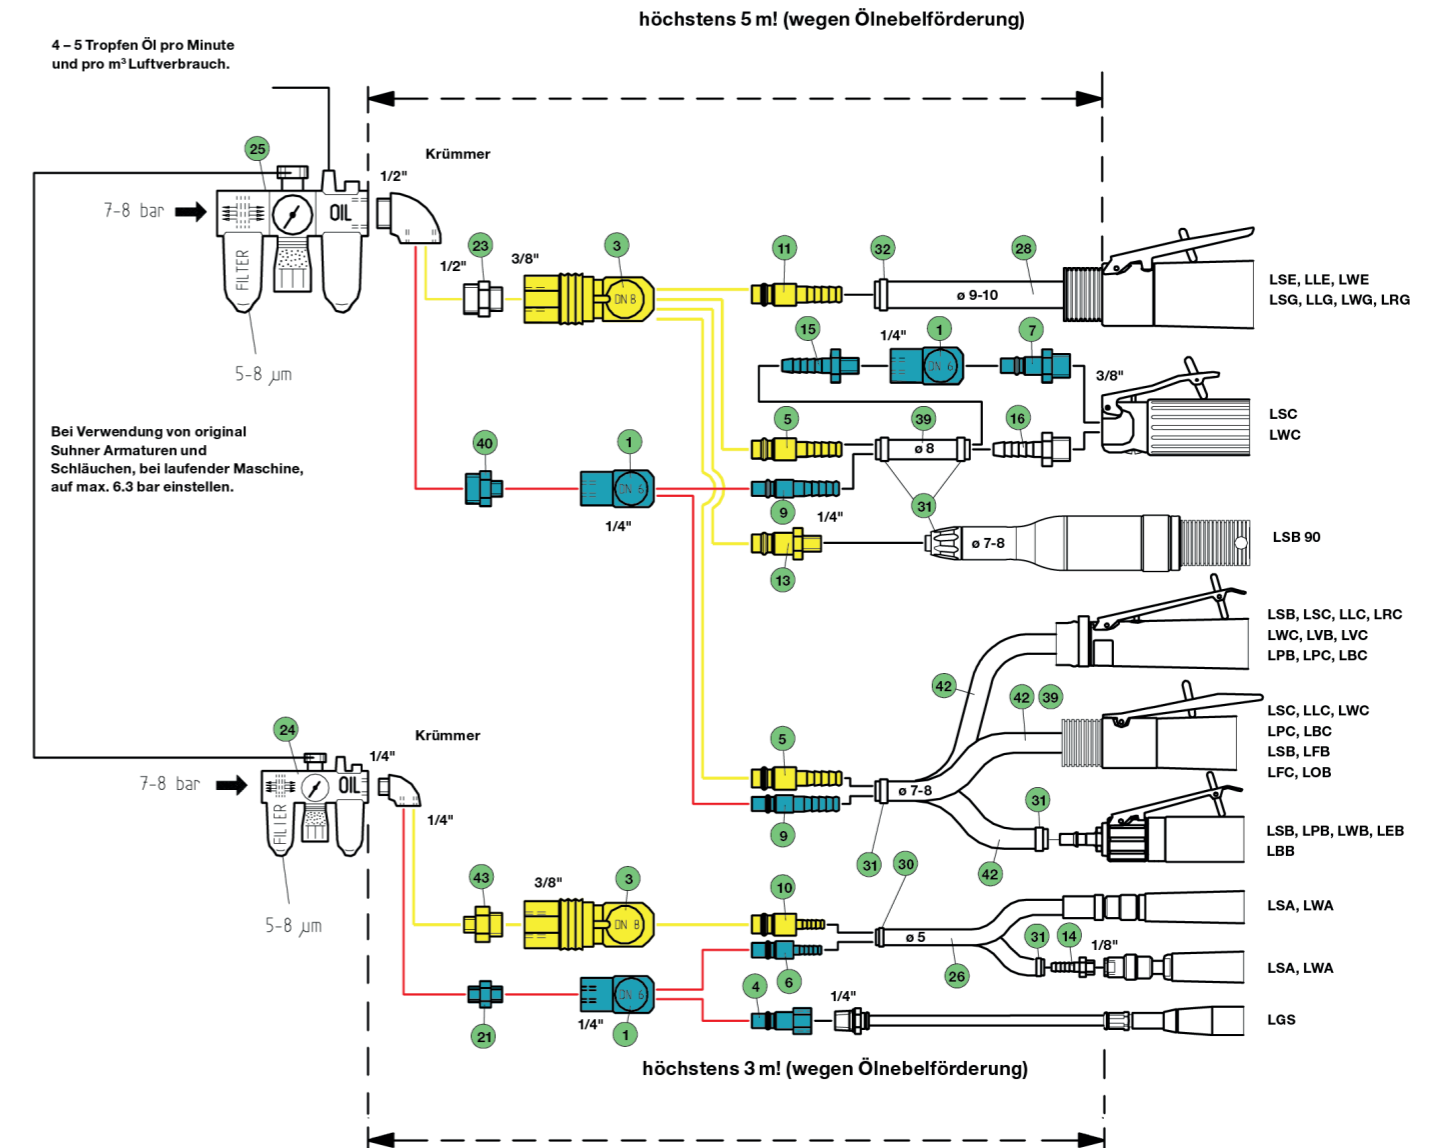 höchstens 5 m! (wegen Ölnebelförderung)
4 – 5 Tropfen Öl pro Minute
und pro m³ Luftverbrauch.
25
Krümmer
1/2"
7-8 bar
OIL
FILTER
23
3
11
32
28
1/2"
3/8"
DN 8
ø 9-10
LSE, LLE, LWE
LSG, LLG, LWG, LRG
5-8 µm
15
1/4"
1
7
DN 6
3/8"
Bei Verwendung von original
Suhner Armaturen und
Schläuchen, bei laufender Maschine,
auf max. 6.3 bar einstellen.
5
39
16
LSC
LWC
ø 8
40
1
DN 6
1/4"
9
1/4"
31
13
ø 7-8
LSB 90
LSB, LSC, LLC, LRC
LWC, LVB, LVC
LPB, LPC, LBC
42
42
39
LSC, LLC, LWC
LPC, LBC
LSB, LFB
LFC, LOB
24
1/4"
Krümmer
5
7-8 bar
OIL
FILTER
ø 7-8
1/4"
9
31
31
30
42
LSB, LPB, LWB, LEB
LBB
5-8 µm
43
3/8"
3
DN 8
10
ø 5
LSA, LWA
31
14
1/8"
26
LSA, LWA
6
4
1/4"
LGS
21
DN 6
1/4"
1
höchstens 3 m! (wegen Ölnebelförderung)